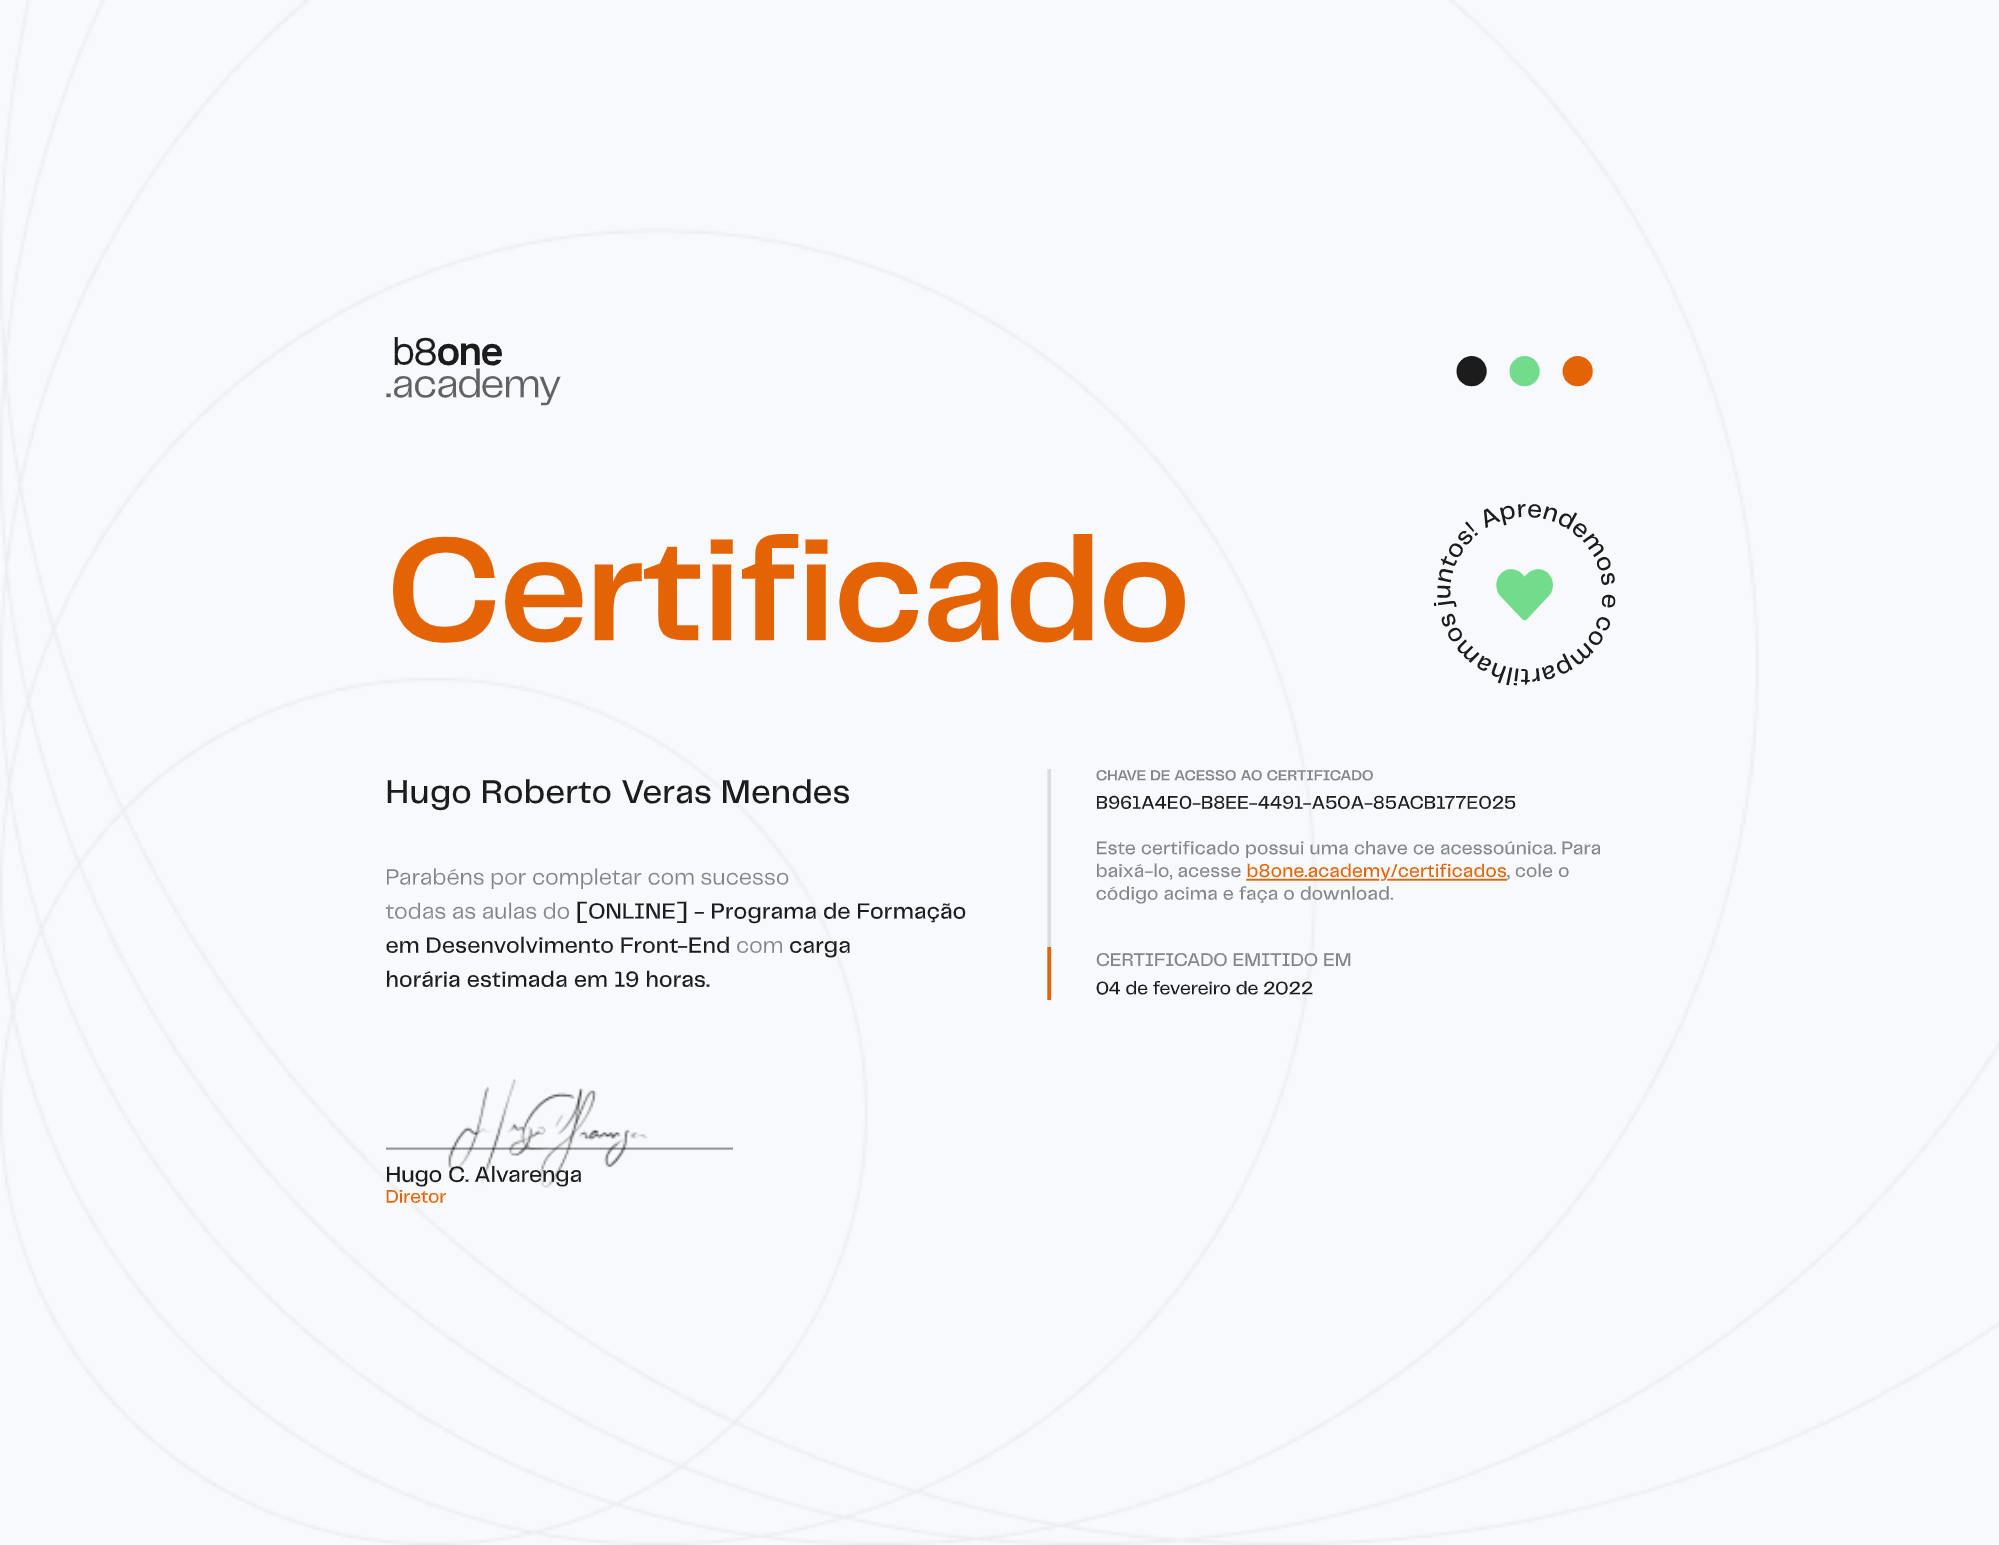 b8one
.academy
Certificado
Aprendemos e compartilhamos juntos!
Hugo Roberto Veras Mendes
Parabéns por completar com sucesso
todas as aulas do [ONLINE] - Programa de Formação
em Desenvolvimento Front-End com carga
horária estimada em 19 horas.
CHAVE DE ACESSO AO CERTIFICADO
B961A4E0-B8EE-4491-A50A-85ACB177E025
Este certificado possui uma chave ce acessoúnica. Para
baixá-lo, acesse b8one.academy/certificados, cole o
código acima e faça o download.
CERTIFICADO EMITIDO EM
04 de fevereiro de 2022
Hugo C. Alvarenga
Diretor